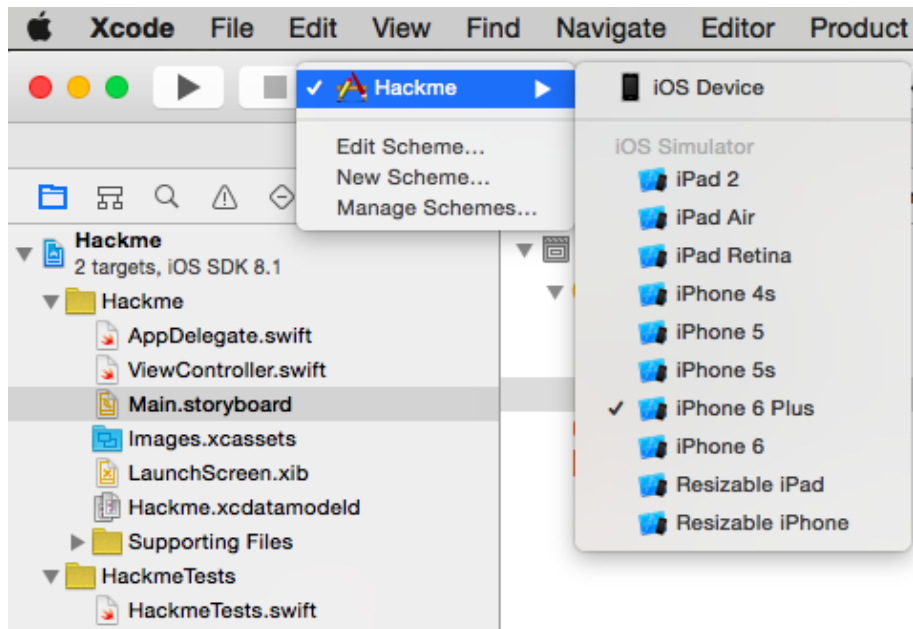 Xcode File Edit View Find Navigate Editor Product
Hackme
iOS Device
Edit Scheme...
New Scheme...
Manage Schemes...
iOS Simulator
iPad 2
iPad Air
iPad Retina
iPhone 4s
iPhone 5
iPhone 5s
iPhone 6 Plus
iPhone 6
Resizable iPad
Resizable iPhone
Hackme
2 targets, iOS SDK 8.1
Hackme
AppDelegate.swift
ViewController.swift
Main.storyboard
Images.xcassets
LaunchScreen.xib
Hackme.xcdatamodeld
Supporting Files
HackmeTests
HackmeTests.swift